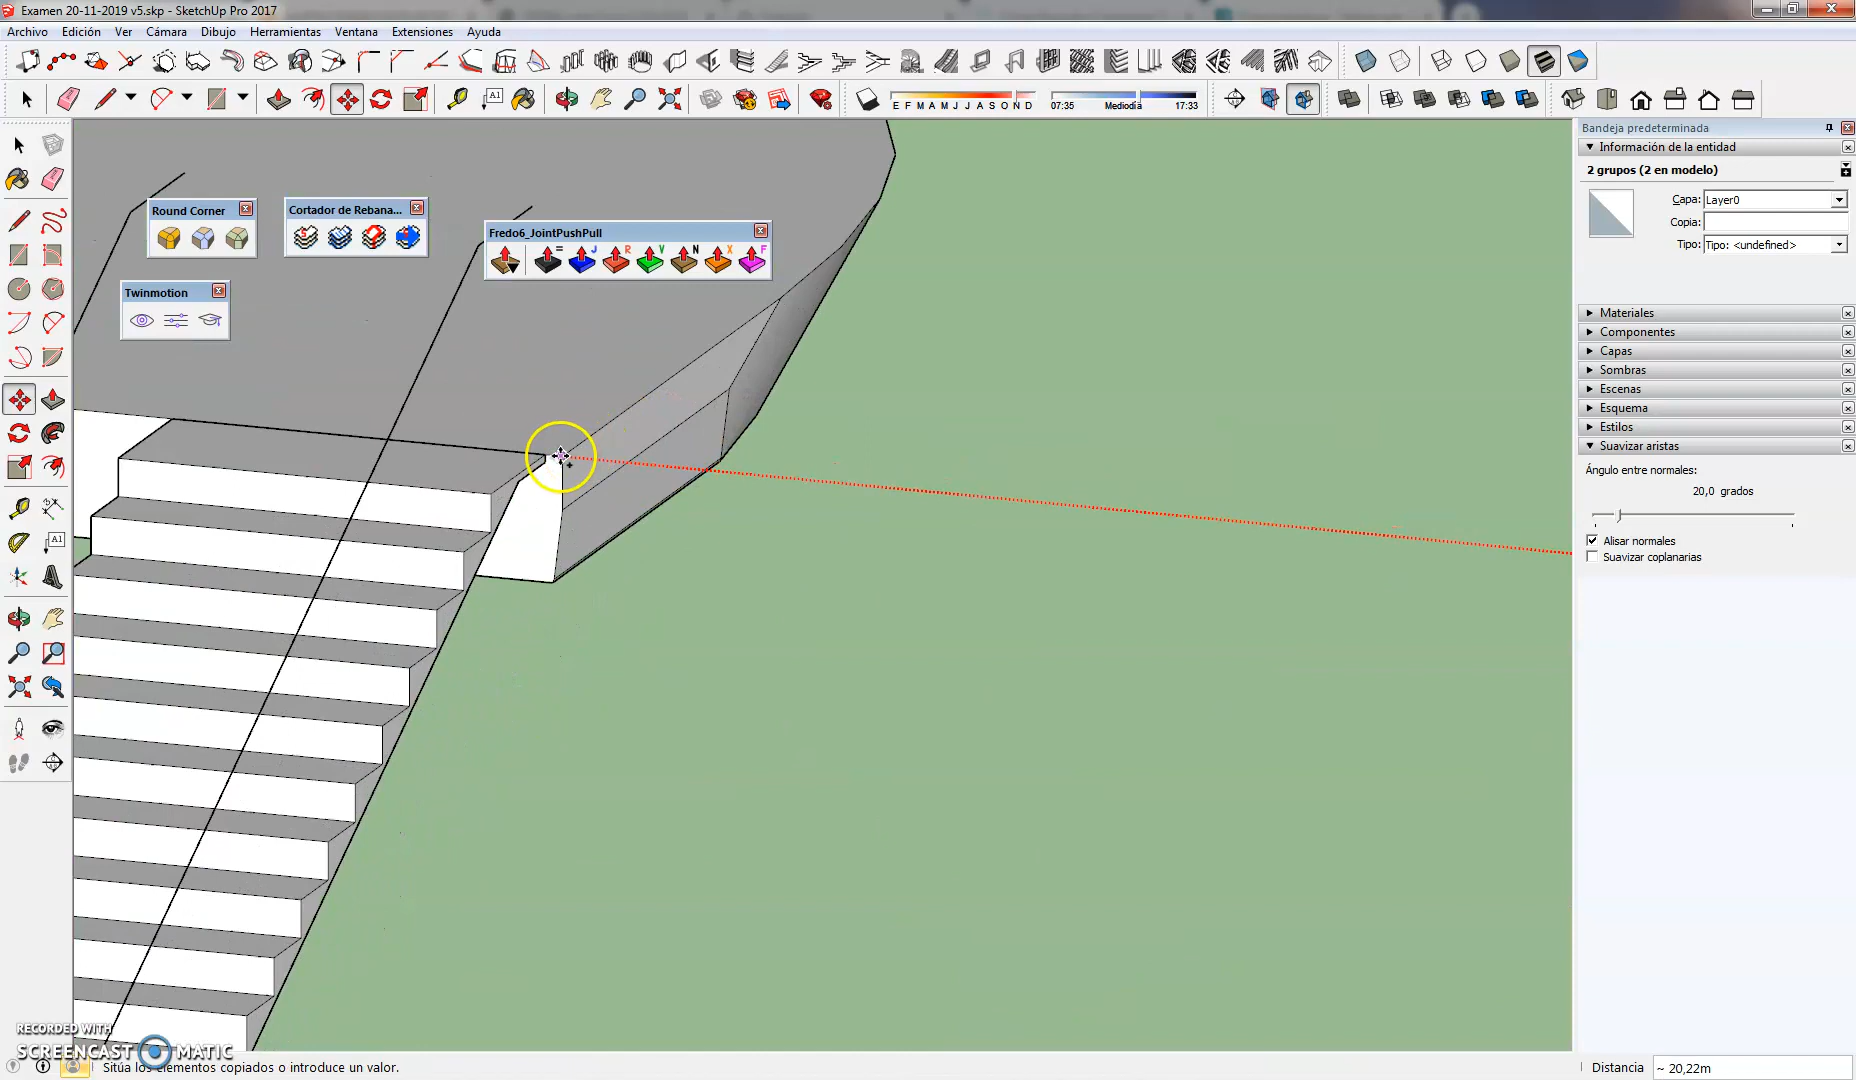 Examen 20-11-2019 v5.skp - SketchUp Pro 2017
Archivo Edición Ver Cámara Dibujo Herramientas Ventana Extensiones Ayuda
A1
E F M A M J J A S O N D
07:35 Mediodía 17:33
Bandeja predeterminada
Información de la entidad
2 grupos (2 en modelo)
Capa: Layer0
Copia:
Tipo: Tipo: <undefined>
Round Corner
Cortador de Rebana...
Fredo6_JointPushPull
= J R V N X F
Twinmotion
Materiales
Componentes
Capas
Sombras
Escenas
Esquema
Estilos
Suavizar aristas
Ángulo entre normales:
20,0 grados
Alisar normales
Suavizar coplanarias
A1
RECORDED WITH
SCREENCAST MATIC
Sitúa los elementos copiados o introduce un valor.
Distancia ~ 20,22m